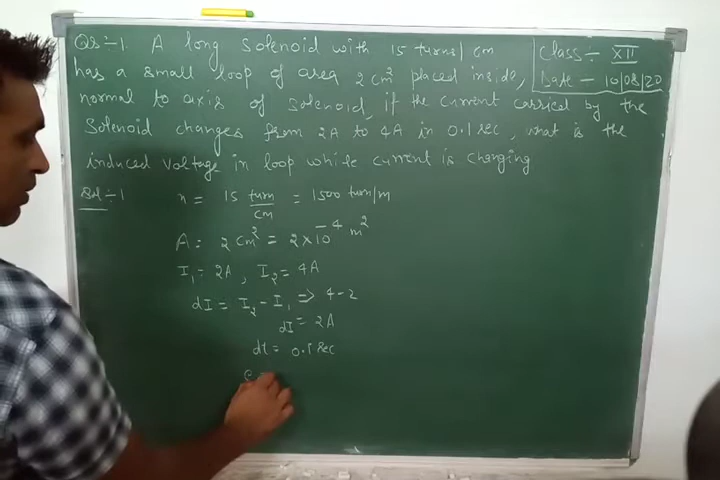 Qs:-1. A long solenoid with 15 turns/cm
has a small loop of area 2 cm² placed inside,
normal to axis of solenoid, if the current carried by the
solenoid changes from 2A to 4A in 0.1 sec, what is the
induced voltage in loop while current is changing
Class:- XII
Date - 10/08/20
Sol:-1
n = 15 turn/cm = 1500 turn/m
A = 2 cm² = 2×10⁻⁴ m²
I₁ = 2A, I₂ = 4A
dI = I₂ - I₁ => 4-2
dI = 2A
dt = 0.1 sec
e =